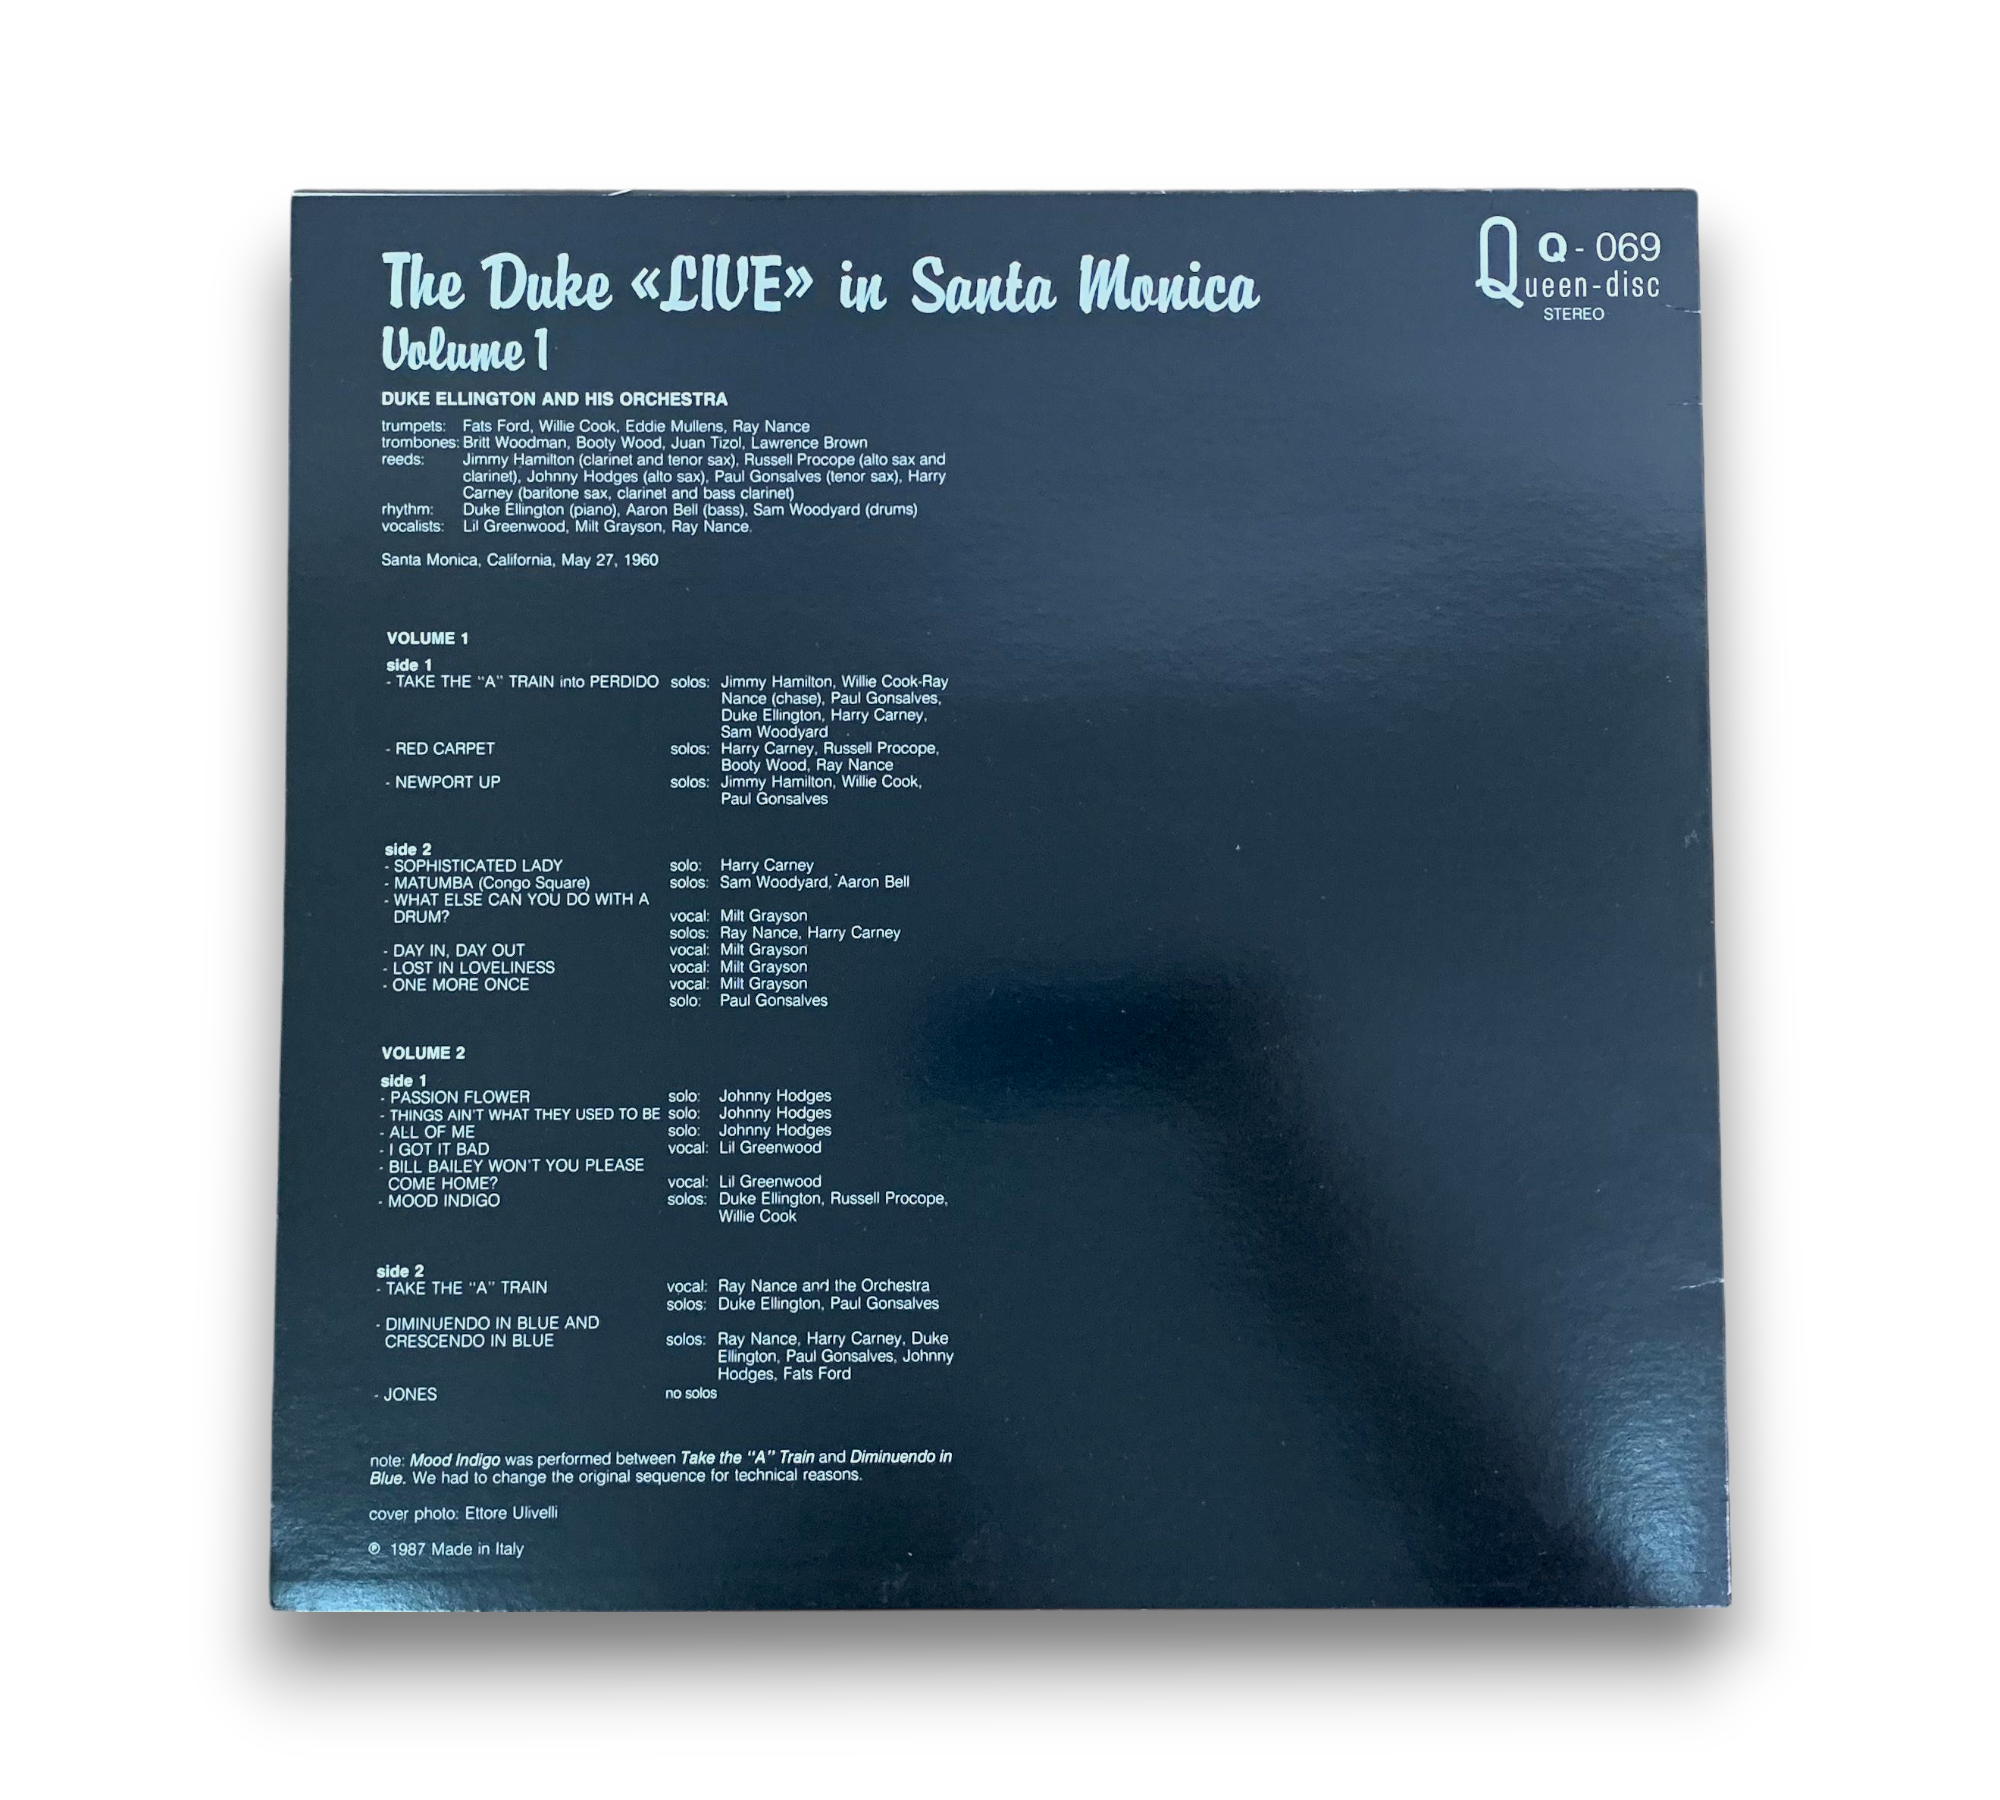 The Duke «LIVE» in Santa Monica
Volume 1
Q Q - 069
Queen-disc
STEREO
DUKE ELLINGTON AND HIS ORCHESTRA
trumpets: Fats Ford, Willie Cook, Eddie Mullens, Ray Nance
trombones: Britt Woodman, Booty Wood, Juan Tizol, Lawrence Brown
reeds: Jimmy Hamilton (clarinet and tenor sax), Russell Procope (alto sax and
clarinet), Johnny Hodges (alto sax), Paul Gonsalves (tenor sax), Harry
Carney (baritone sax, clarinet and bass clarinet)
rhythm: Duke Ellington (piano), Aaron Bell (bass), Sam Woodyard (drums)
vocalists: Lil Greenwood, Milt Grayson, Ray Nance.
Santa Monica, California, May 27, 1960
VOLUME 1
side 1
- TAKE THE "A" TRAIN into PERDIDO solos: Jimmy Hamilton, Willie Cook-Ray
Nance (chase), Paul Gonsalves,
Duke Ellington, Harry Carney,
Sam Woodyard
- RED CARPET solos: Harry Carney, Russell Procope,
Booty Wood, Ray Nance
- NEWPORT UP solos: Jimmy Hamilton, Willie Cook,
Paul Gonsalves
side 2
- SOPHISTICATED LADY solo: Harry Carney
- MATUMBA (Congo Square) solos: Sam Woodyard, Aaron Bell
- WHAT ELSE CAN YOU DO WITH A
DRUM? vocal: Milt Grayson
solos: Ray Nance, Harry Carney
- DAY IN, DAY OUT vocal: Milt Grayson
- LOST IN LOVELINESS vocal: Milt Grayson
- ONE MORE ONCE vocal: Milt Grayson
solo: Paul Gonsalves
VOLUME 2
side 1
- PASSION FLOWER solo: Johnny Hodges
- THINGS AIN'T WHAT THEY USED TO BE solo: Johnny Hodges
- ALL OF ME solo: Johnny Hodges
- I GOT IT BAD vocal: Lil Greenwood
- BILL BAILEY WON'T YOU PLEASE
COME HOME? vocal: Lil Greenwood
- MOOD INDIGO solos: Duke Ellington, Russell Procope,
Willie Cook
side 2
- TAKE THE "A" TRAIN vocal: Ray Nance and the Orchestra
solos: Duke Ellington, Paul Gonsalves
- DIMINUENDO IN BLUE AND
CRESCENDO IN BLUE solos: Ray Nance, Harry Carney, Duke
Ellington, Paul Gonsalves, Johnny
Hodges, Fats Ford
- JONES no solos
note: Mood Indigo was performed between Take the "A" Train and Diminuendo in
Blue. We had to change the original sequence for technical reasons.
cover photo: Ettore Ulivelli
℗ 1987 Made in Italy